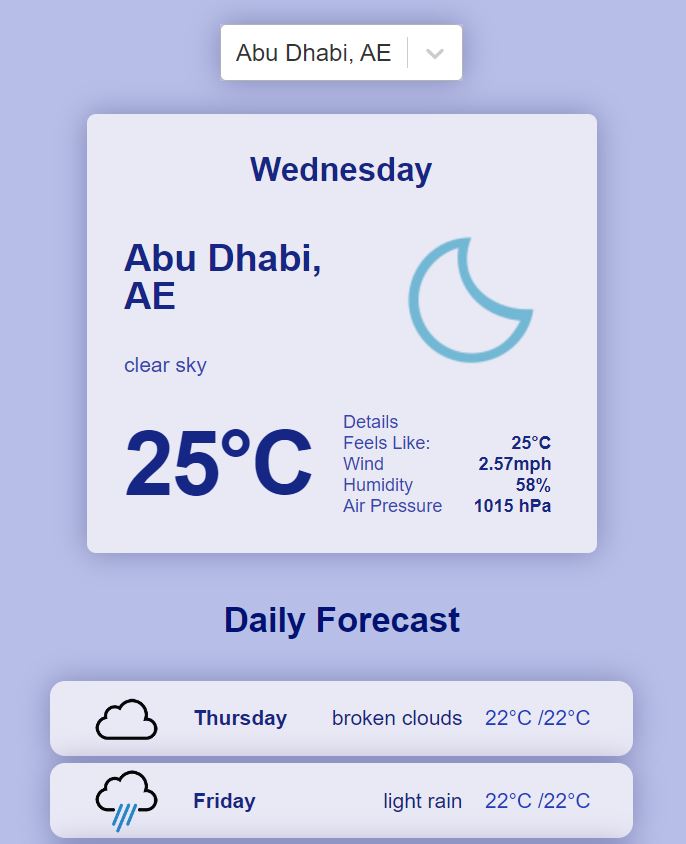 Abu Dhabi, AE
Wednesday
Abu Dhabi,
AE
clear sky
25°C
Details
Feels Like: 25°C
Wind 2.57mph
Humidity 58%
Air Pressure 1015 hPa
Daily Forecast
Thursday broken clouds 22°C /22°C
Friday light rain 22°C /22°C